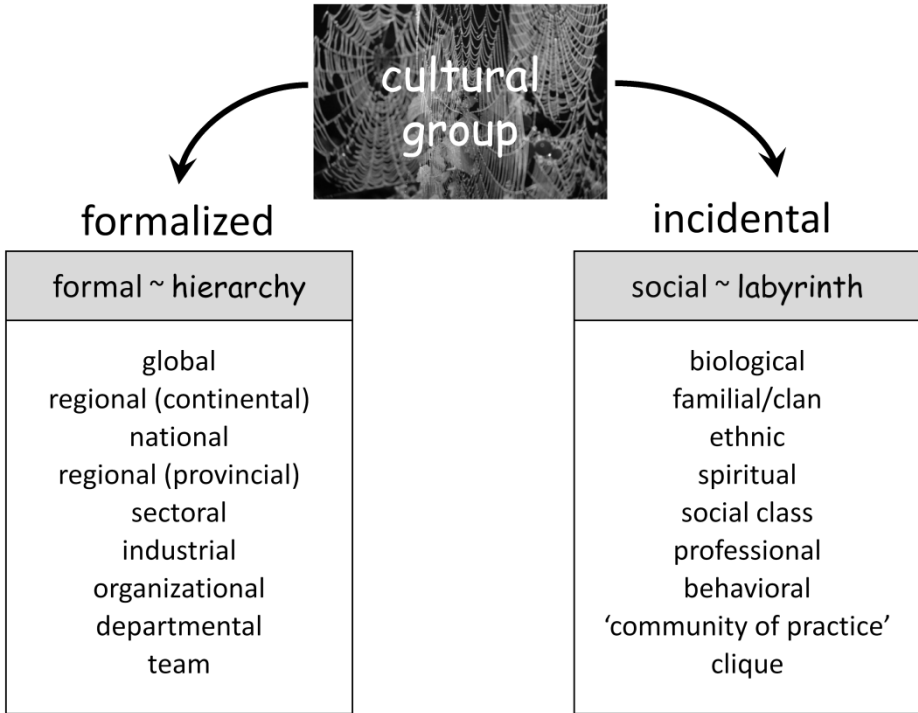 cultural
group
formalized
formal ~ hierarchy
global
regional (continental)
national
regional (provincial)
sectoral
industrial
organizational
departmental
team
incidental
social ~ labyrinth
biological
familial/clan
ethnic
spiritual
social class
professional
behavioral
‘community of practice’
clique